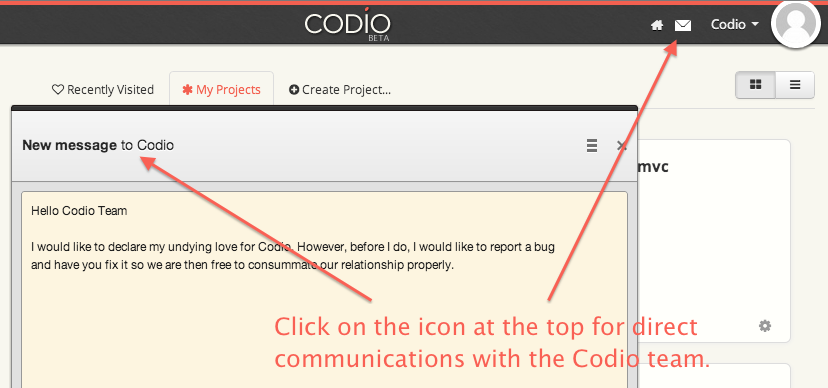 CODIO
BETA
Codio
Recently Visited
My Projects
Create Project...
New message to Codio
mvc
Hello Codio Team
I would like to declare my undying love for Codio. However, before I do, I would like to report a bug
and have you fix it so we are then free to consummate our relationship properly.
Click on the icon at the top for direct
communications with the Codio team.